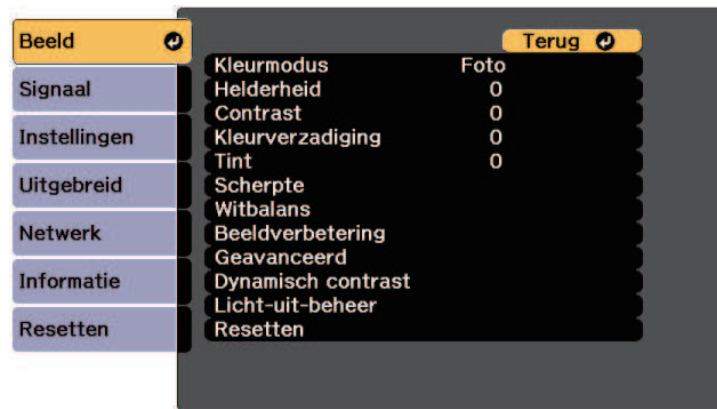 Beeld
Signaal
Instellingen
Uitgebreid
Netwerk
Informatie
Resetten
Terug
Kleurmodus Foto
Helderheid 0
Contrast 0
Kleurverzadiging 0
Tint 0
Scherpte
Witbalans
Beeldverbetering
Geavanceerd
Dynamisch contrast
Licht-uit-beheer
Resetten